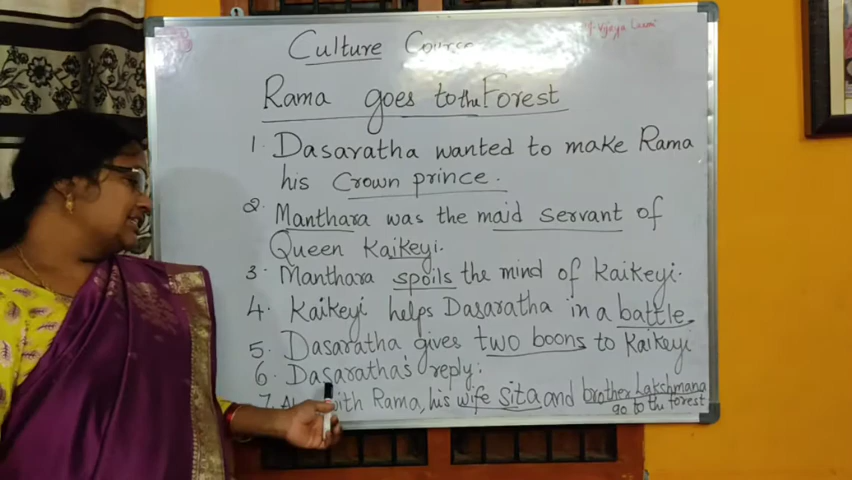 Culture Course
J. Vijaya Laxmi
Rama goes to the Forest
1. Dasaratha wanted to make Rama
his Crown prince.
2. Manthara was the maid servant of
Queen Kaikeyi.
3. Manthara spoils the mind of Kaikeyi.
4. Kaikeyi helps Dasaratha in a battle.
5. Dasaratha gives two boons to Kaikeyi
6. Dasaratha's reply:
7. with Rama, his wife sita and brother Lakshmana
go to the forest